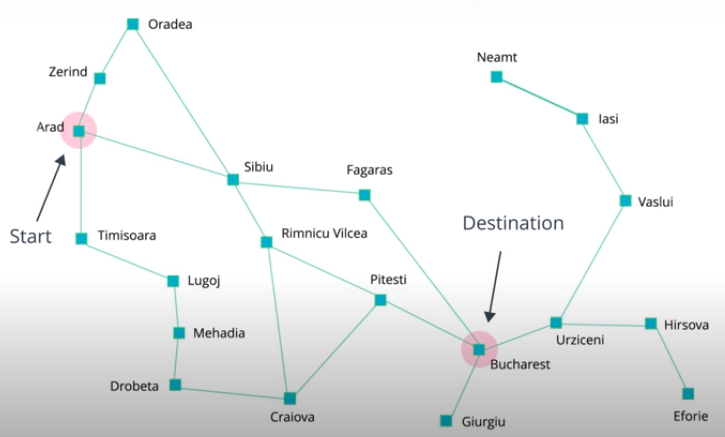 Oradea
Neamt
Zerind
Iasi
Arad
Sibiu
Fagaras
Vaslui
Start
Timisoara
Rimnicu Vilcea
Destination
Lugoj
Pitesti
Mehadia
Hirsova
Urziceni
Bucharest
Drobeta
Craiova
Giurgiu
Eforie